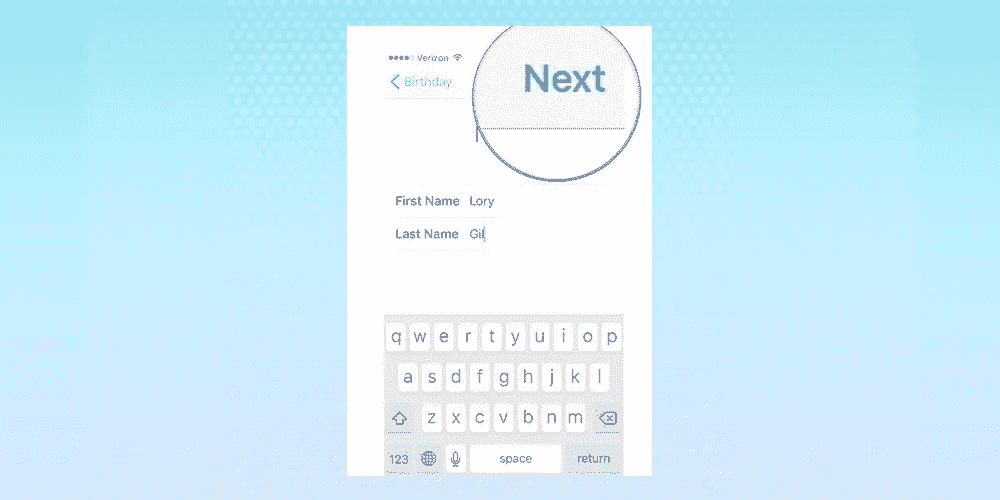 Verizon
Birthday
Next
First Name Lory
Last Name Gil
q w e r t y u i o p
a s d f g h j k l
z x c v b n m
123 space return